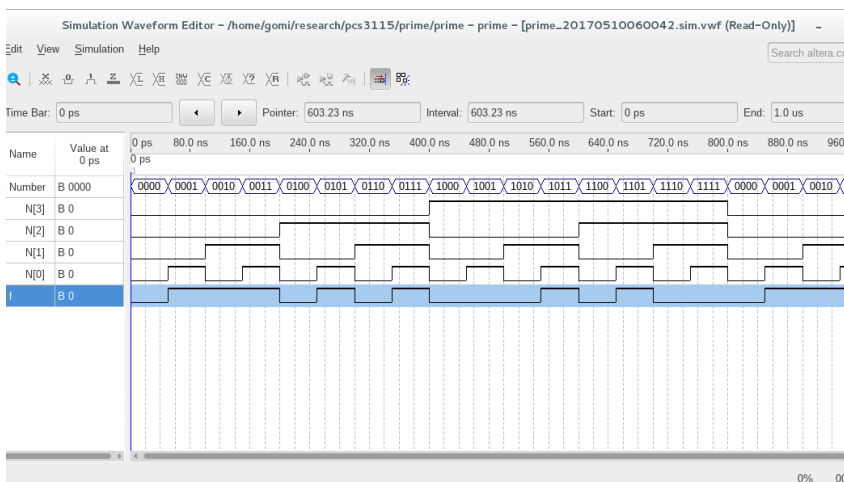 Simulation Waveform Editor - /home/gomi/research/pcs3115/prime/prime - prime - [prime_20170510060042.sim.vwf (Read-Only)] -
Edit View Simulation Help
Search altera.co
Time Bar: 0 ps Pointer: 603.23 ns Interval: 603.23 ns Start: 0 ps End: 1.0 us
Name Value at 0 ps
0 ps 80.0 ns 160.0 ns 240.0 ns 320.0 ns 400.0 ns 480.0 ns 560.0 ns 640.0 ns 720.0 ns 800.0 ns 880.0 ns 960
0 ps
Number B 0000 0000 0001 0010 0011 0100 0101 0110 0111 1000 1001 1010 1011 1100 1101 1110 1111 0000 0001 0010
N[3] B 0
N[2] B 0
N[1] B 0
N[0] B 0
f B 0
0% 00